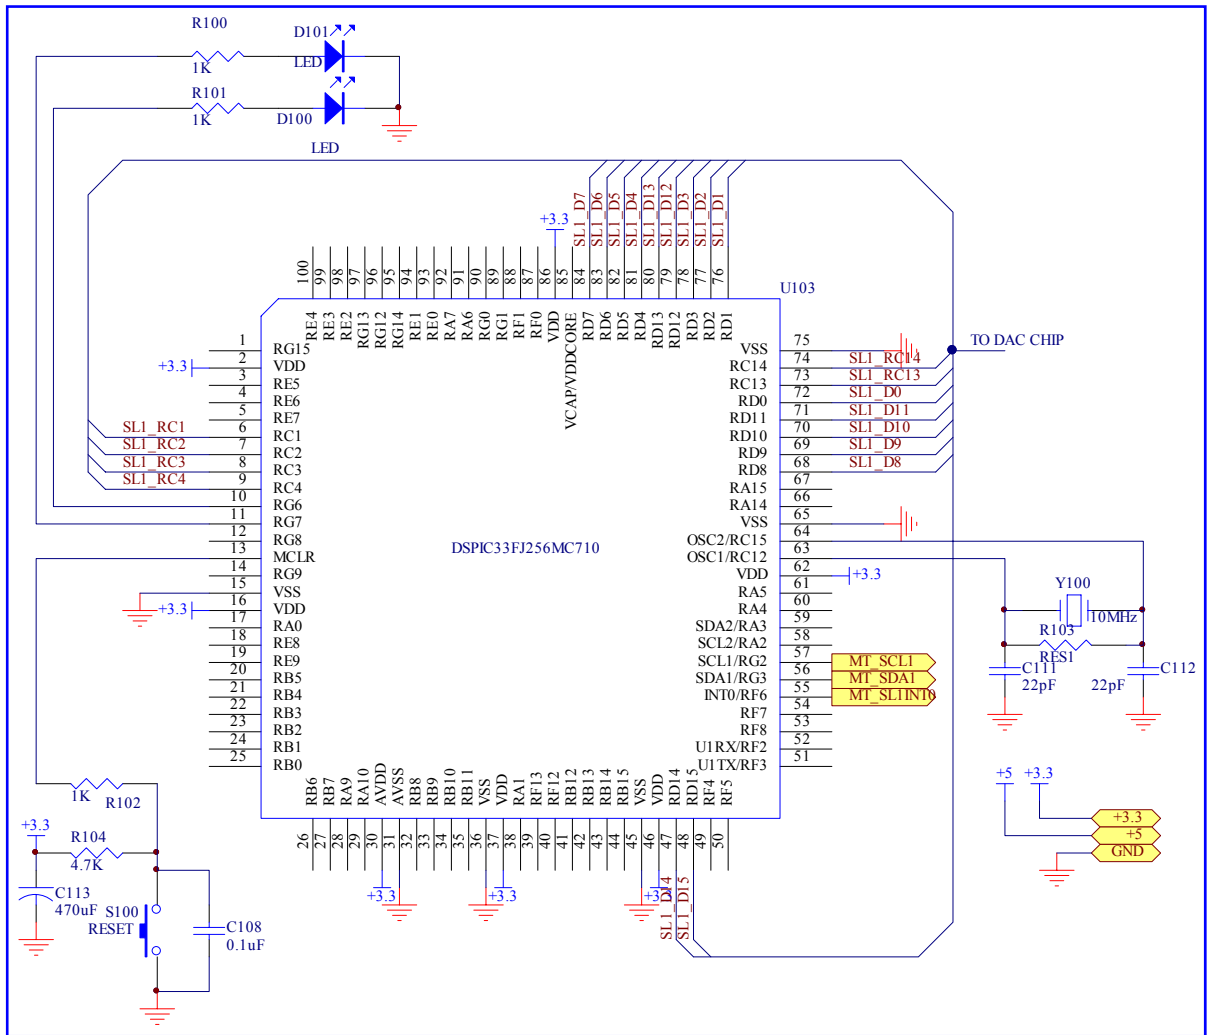 R100
1K
D101
LED
R101
1K
D100
LED
SL1_D7
SL1_D6
SL1_D5
SL1_D4
SL1_D13
SL1_D12
SL1_D3
SL1_D2
SL1_D1
+3.3
100 99 98 97 96 95 94 93 92 91 90 89 88 87 86 85 84 83 82 81 80 79 78 77 76
U103
RE4 RE3 RE2 RG13 RG12 RG14 RE1 RE0 RA7 RA6 RG0 RG1 RF1 RF0 VDD VCAP/VDDCORE RD7 RD6 RD5 RD4 RD13 RD12 RD3 RD2 RD1
1 RG15
+3.3 2 VDD
3 RE5
4 RE6
5 RE7
SL1_RC1 6 RC1
SL1_RC2 7 RC2
SL1_RC3 8 RC3
SL1_RC4 9 RC4
10 RG6
11 RG7
12 RG8
13 MCLR
14 RG9
15 VSS
+3.3 16 VDD
17 RA0
18 RE8
19 RE9
20 RB5
21 RB4
22 RB3
23 RB2
24 RB1
25 RB0
DSPIC33FJ256MC710
VSS 75
TO DAC CHIP
RC14 74 SL1_RC14
RC13 73 SL1_RC13
RD0 72 SL1_D0
RD11 71 SL1_D11
RD10 70 SL1_D10
RD9 69 SL1_D9
RD8 68 SL1_D8
RA15 67
RA14 66
VSS 65
OSC2/RC15 64
OSC1/RC12 63
VDD 62 +3.3
RA5 61
RA4 60
SDA2/RA3 59
SCL2/RA2 58
SCL1/RG2 57 MT_SCL1
SDA1/RG3 56 MT_SDA1
INT0/RF6 55 MT_SL1INT0
RF7 54
RF8 53
U1RX/RF2 52
U1TX/RF3 51
Y100
10MHz
R103
RES1
C111
22pF
C112
22pF
RB6 RB7 RA9 RA10 AVDD AVSS RB8 RB9 RB10 RB11 VSS VDD RA1 RF13 RF12 RB12 RB13 RB14 RB15 VSS VDD RD14 RD15 RF4 RF5
26 27 28 29 30 31 32 33 34 35 36 37 38 39 40 41 42 43 44 45 46 47 48 49 50
+3.3
+3.3
+3.3
SL1_D14
SL1_D15
1K
R102
+3.3
R104
4.7K
C113
470uF
S100
RESET
C108
0.1uF
+5
+3.3
+3.3
+5
GND